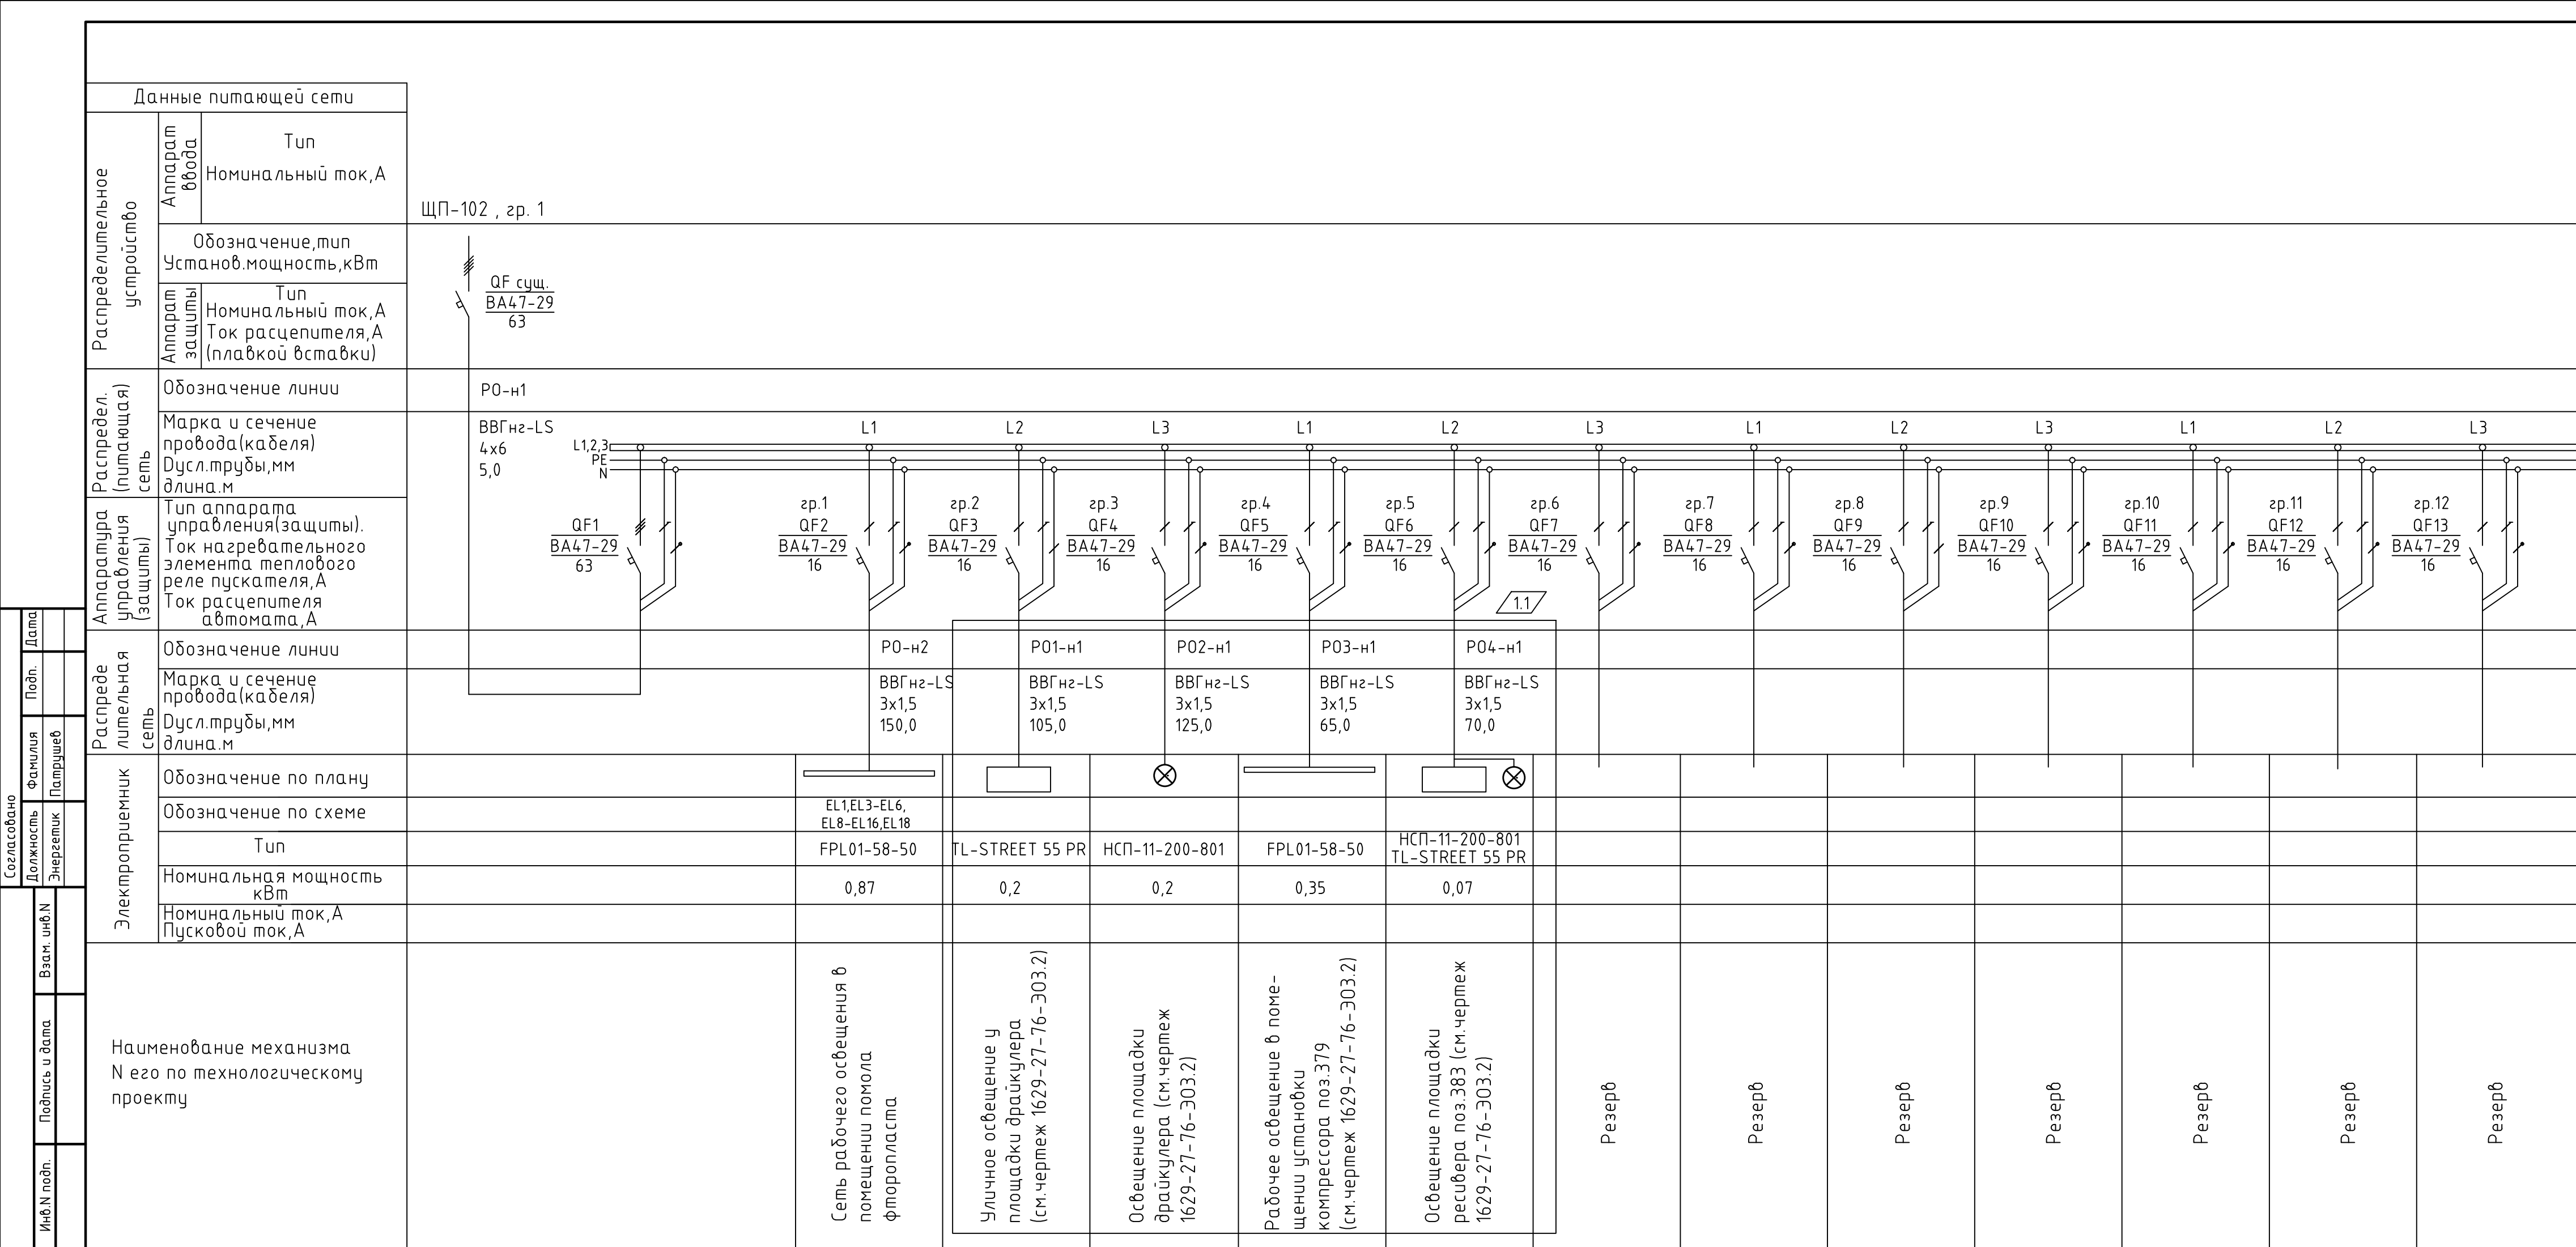 Данные питающей сети
Распределительное
устройство
Аппарат
ввода
Тип
Номинальный ток,А
ЩП-102 , гр. 1
Обозначение,тип
Установ.мощность,кВт
Аппарат
защиты
Тип
Номинальный ток,А
Ток расцепителя,А
(плавкой вставки)
QF сущ.
ВА47-29
63
Распредел.
(питающая)
сеть
Обозначение линии
РО-н1
Марка и сечение
провода(кабеля)
Dусл.трубы,мм
длина.м
ВВГнг-LS
4х6
5,0
L1,2,3
PE
N
L1
L2
L3
L1
L2
L3
L1
L2
L3
L1
L2
L3
Аппаратура
управления
(защиты)
Тип аппарата
управления(защиты).
Ток нагревательного
элемента теплового
реле пускателя,А
Ток расцепителя
автомата,А
QF1
ВА47-29
63
гр.1
QF2
ВА47-29
16
гр.2
QF3
ВА47-29
16
гр.3
QF4
ВА47-29
16
гр.4
QF5
ВА47-29
16
гр.5
QF6
ВА47-29
16
1.1
гр.6
QF7
ВА47-29
16
гр.7
QF8
ВА47-29
16
гр.8
QF9
ВА47-29
16
гр.9
QF10
ВА47-29
16
гр.10
QF11
ВА47-29
16
гр.11
QF12
ВА47-29
16
гр.12
QF13
ВА47-29
16
Распреде
лительная
сеть
Обозначение линии
РО-н2
РО1-н1
РО2-н1
РО3-н1
РО4-н1
Марка и сечение
провода(кабеля)
Dусл.трубы,мм
длина.м
ВВГнг-LS
3х1,5
150,0
ВВГнг-LS
3х1,5
105,0
ВВГнг-LS
3х1,5
125,0
ВВГнг-LS
3х1,5
65,0
ВВГнг-LS
3х1,5
70,0
Электроприемник
Обозначение по плану
Обозначение по схеме
EL1,EL3-EL6,
EL8-EL16,EL18
Тип
FPL01-58-50
TL-STREET 55 PR
НСП-11-200-801
FPL01-58-50
НСП-11-200-801
TL-STREET 55 PR
Номинальная мощность
кВт
0,87
0,2
0,2
0,35
0,07
Номинальный ток,А
Пусковой ток,А
Наименование механизма
N его по технологическому
проекту
Сеть рабочего освещения в
помещении помола
фторопласта
Уличное освещение у
площадки драйкулера
(см.чертеж 1629-27-76-ЭО3.2)
Освещение площадки
драйкулера (см.чертеж
1629-27-76-ЭО3.2)
Рабочее освещение в поме-
щении установки
компрессора поз.379
(см.чертеж 1629-27-76-ЭО3.2)
Освещение площадки
ресивера поз.383 (см.чертеж
1629-27-76-ЭО3.2)
Резерв
Резерв
Резерв
Резерв
Резерв
Резерв
Резерв
Согласовано
Должность
Фамилия
Подп.
Дата
Энергетик
Патрушев
Взам. инв.N
Подпись и дата
Инв.N подп.